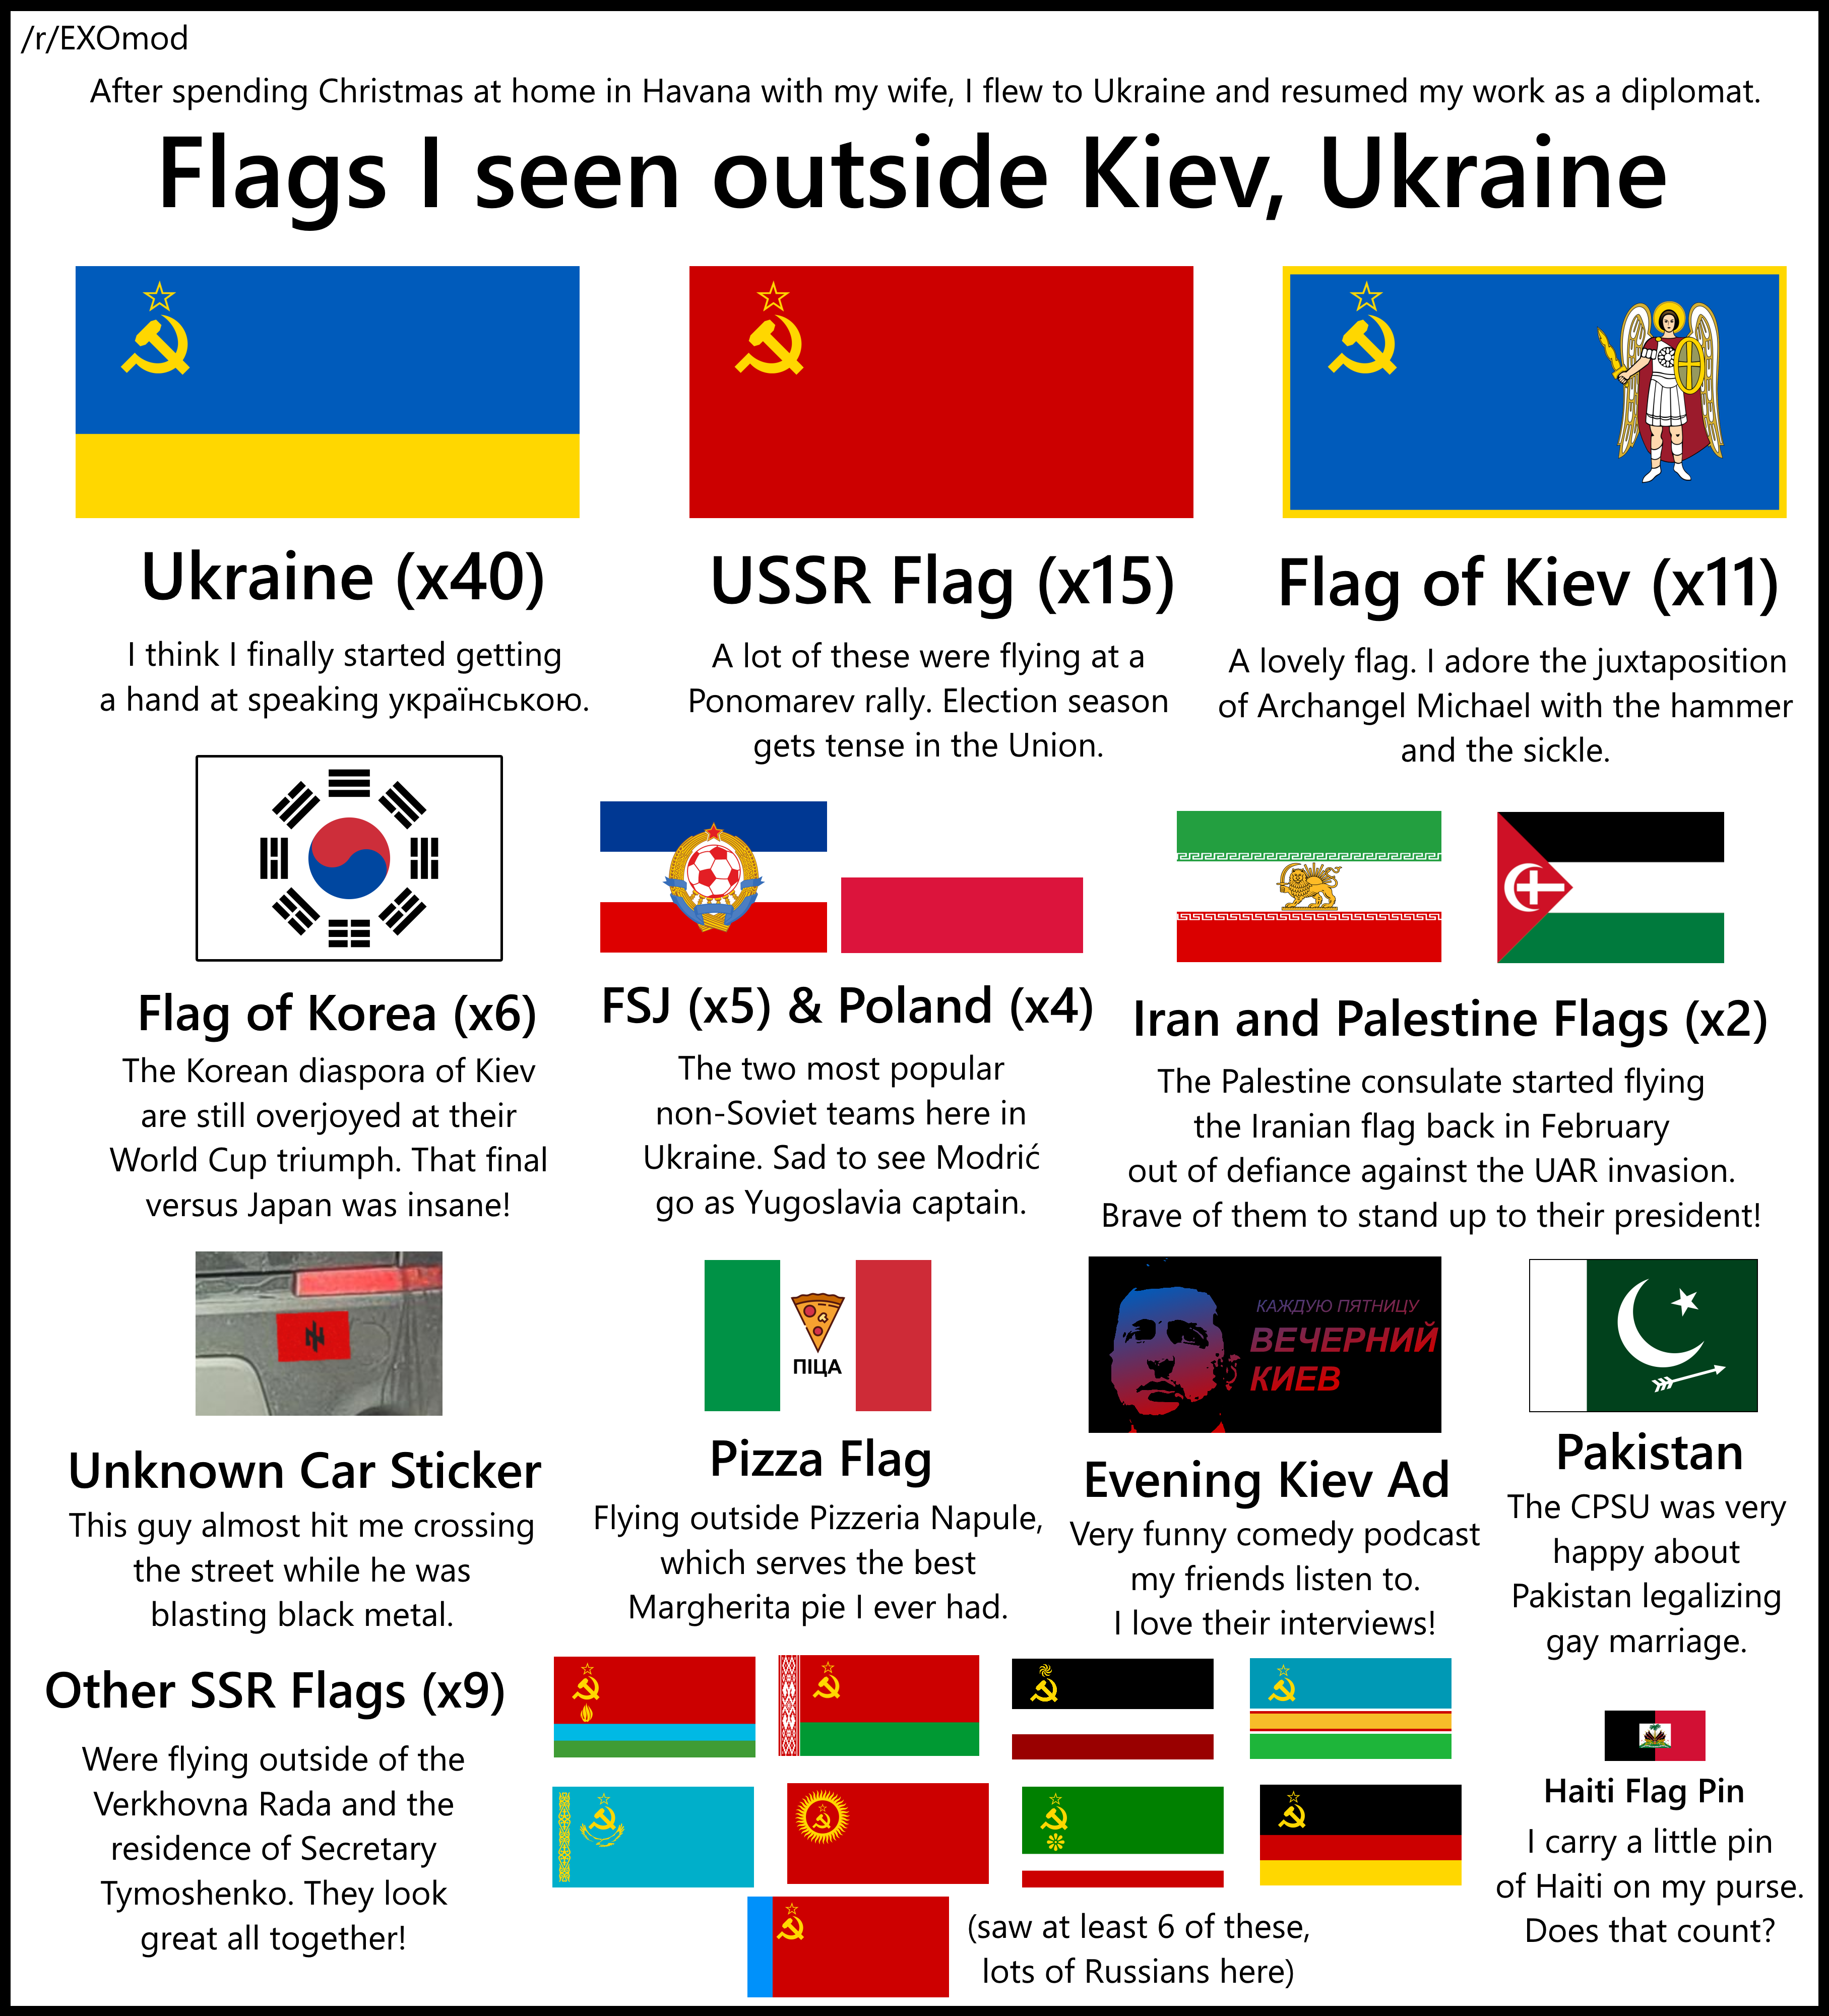 /r/EXOmod
After spending Christmas at home in Havana with my wife, I flew to Ukraine and resumed my work as a diplomat.
Flags I seen outside Kiev, Ukraine
Ukraine (x40)
I think I finally started getting
a hand at speaking українською.
USSR Flag (x15)
A lot of these were flying at a
Ponomarev rally. Election season
gets tense in the Union.
Flag of Kiev (x11)
A lovely flag. I adore the juxtaposition
of Archangel Michael with the hammer
and the sickle.
Flag of Korea (x6)
The Korean diaspora of Kiev
are still overjoyed at their
World Cup triumph. That final
versus Japan was insane!
FSJ (x5) & Poland (x4)
The two most popular
non-Soviet teams here in
Ukraine. Sad to see Modrić
go as Yugoslavia captain.
Iran and Palestine Flags (x2)
The Palestine consulate started flying
the Iranian flag back in February
out of defiance against the UAR invasion.
Brave of them to stand up to their president!
Unknown Car Sticker
This guy almost hit me crossing
the street while he was
blasting black metal.
ПІЦА
Pizza Flag
Flying outside Pizzeria Napule,
which serves the best
Margherita pie I ever had.
КАЖДУЮ ПЯТНИЦУ
ВЕЧЕРНИЙ
КИЕВ
Evening Kiev Ad
Very funny comedy podcast
my friends listen to.
I love their interviews!
Pakistan
The CPSU was very
happy about
Pakistan legalizing
gay marriage.
Other SSR Flags (x9)
Were flying outside of the
Verkhovna Rada and the
residence of Secretary
Tymoshenko. They look
great all together!
(saw at least 6 of these,
lots of Russians here)
Haiti Flag Pin
I carry a little pin
of Haiti on my purse.
Does that count?